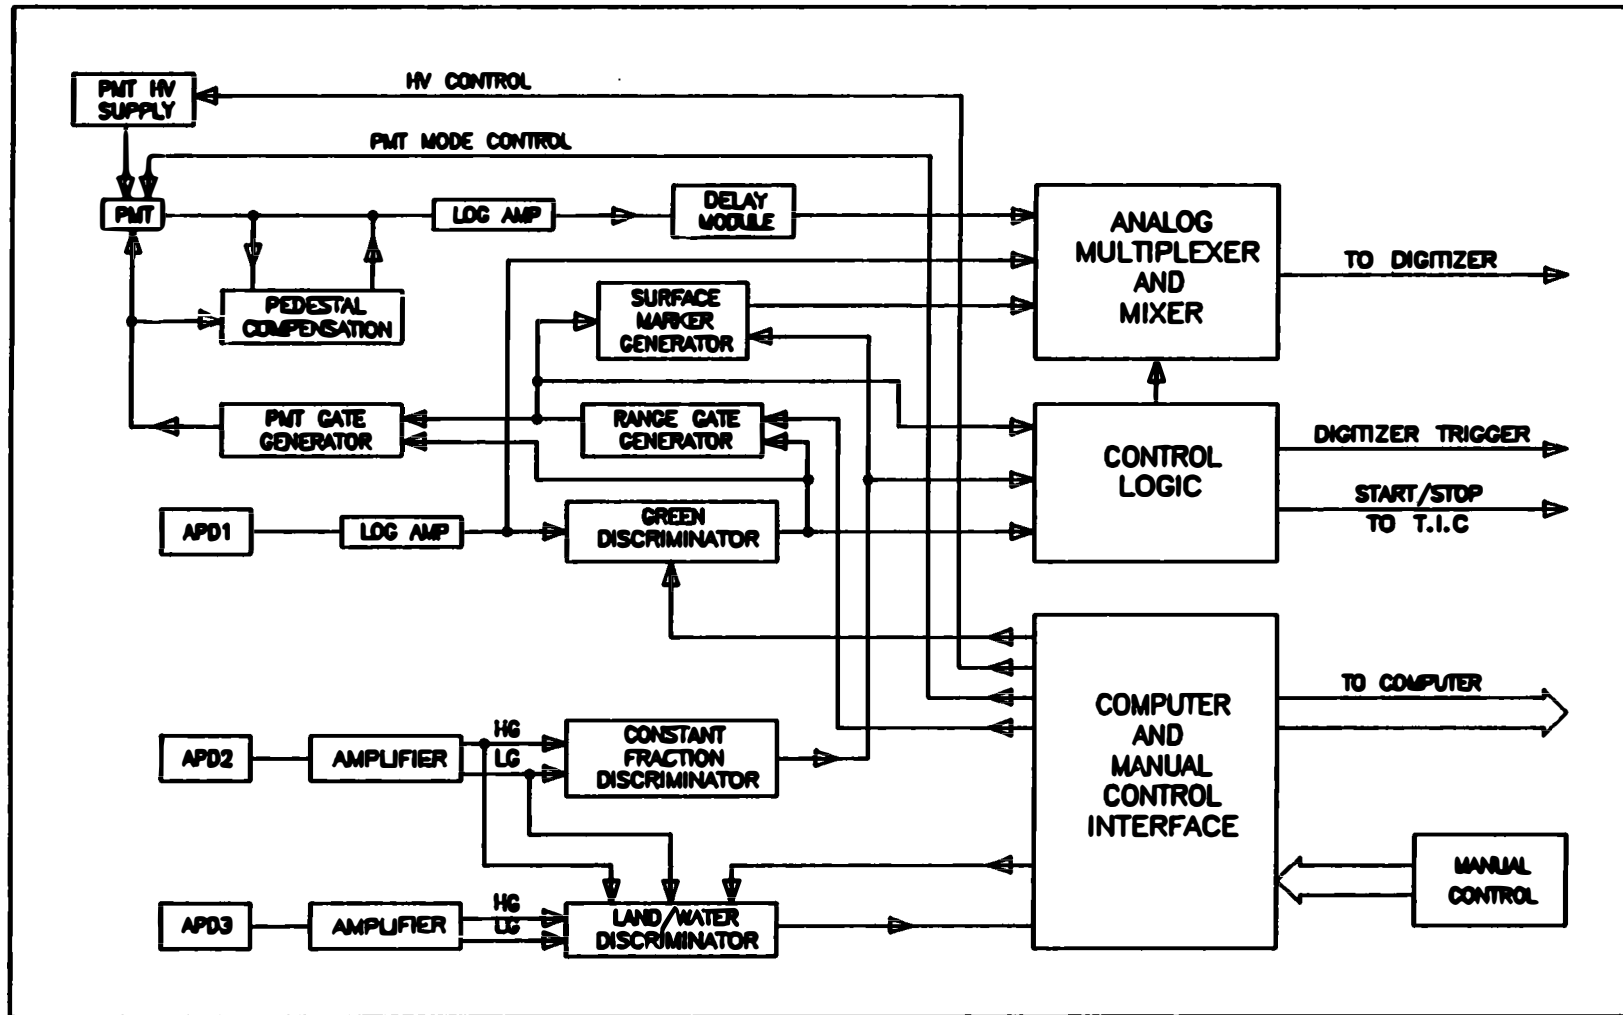 HV CONTROL
PMT HV
SUPPLY
PMT MODE CONTROL
PMT
LOG AMP
DELAY
MODULE
ANALOG
MULTIPLEXER
AND
MIXER
TO DIGITIZER
PEDESTAL
COMPENSATION
SURFACE
MARKER
GENERATOR
PMT GATE
GENERATOR
RANGE GATE
GENERATOR
CONTROL
LOGIC
DIGITIZER TRIGGER
START/STOP
TO T.I.C
APD1
LOG AMP
GREEN
DISCRIMINATOR
COMPUTER
AND
MANUAL
CONTROL
INTERFACE
TO COMPUTER
APD2
AMPLIFIER
HG
LG
CONSTANT
FRACTION
DISCRIMINATOR
MANUAL
CONTROL
APD3
AMPLIFIER
HG
LG
LAND/WATER
DISCRIMINATOR